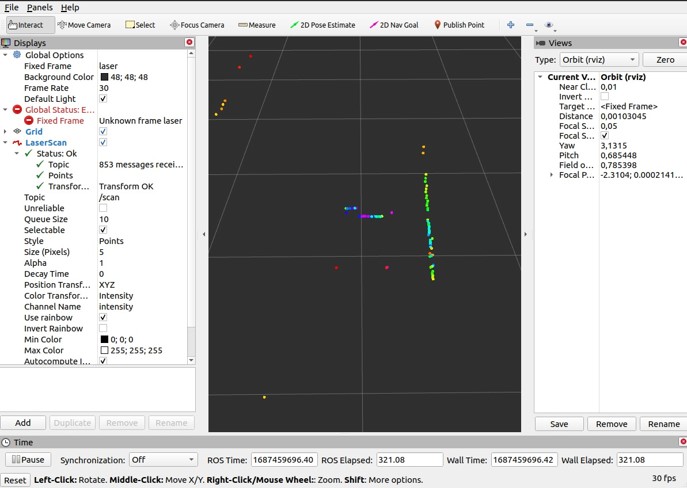 File Panels Help
Interact Move Camera Select Focus Camera Measure 2D Pose Estimate 2D Nav Goal Publish Point
Displays
Global Options
Fixed Frame laser
Background Color 48; 48; 48
Frame Rate 30
Default Light
Global Status: E...
Fixed Frame Unknown frame laser
Grid
LaserScan
Status: Ok
Topic 853 messages recei...
Points
Transfor... Transform OK
Topic /scan
Unreliable
Queue Size 10
Selectable
Style Points
Size (Pixels) 5
Alpha 1
Decay Time 0
Position Transf... XYZ
Color Transfor... Intensity
Channel Name intensity
Use rainbow
Invert Rainbow
Min Color 0; 0; 0
Max Color 255; 255; 255
Autocompute I...
Add Duplicate Remove Rename
Views
Type: Orbit (rviz) Zero
Current V... Orbit (rviz)
Near Cl... 0,01
Invert ...
Target ... <Fixed Frame>
Distance 0,00103045
Focal S... 0,05
Focal S...
Yaw 3,1315
Pitch 0,685448
Field o... 0,785398
Focal P... -2.3104; 0.0002141...
Save Remove Rename
Time
Pause Synchronization: Off ROS Time: 1687459696.40 ROS Elapsed: 321.08 Wall Time: 1687459696.42 Wall Elapsed: 321.08
Reset Left-Click: Rotate. Middle-Click: Move X/Y. Right-Click/Mouse Wheel:: Zoom. Shift: More options. 30 fps